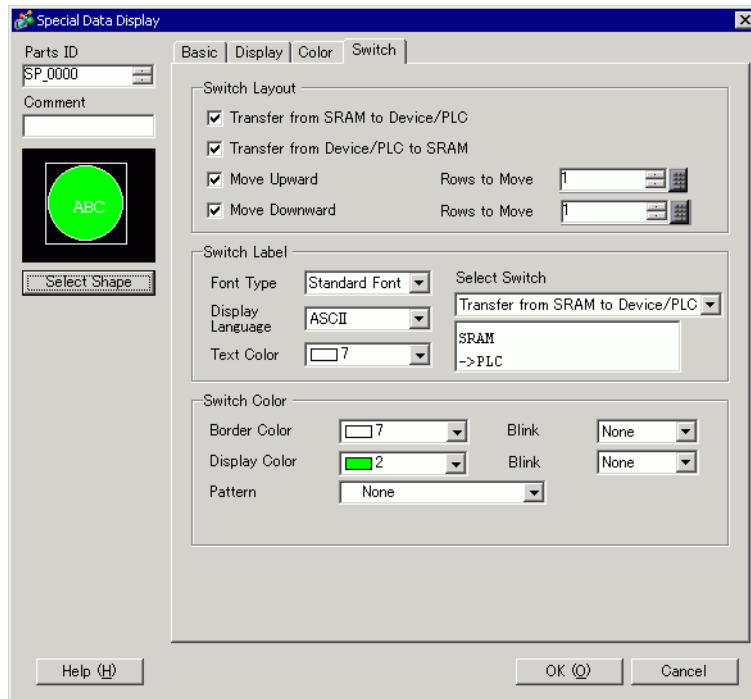 Special Data Display
Parts ID
SP_0000
Comment
ABC
Select Shape
Basic Display Color Switch
Switch Layout
Transfer from SRAM to Device/PLC
Transfer from Device/PLC to SRAM
Move Upward Rows to Move 1
Move Downward Rows to Move 1
Switch Label
Font Type Standard Font
Display Language ASCII
Text Color 7
Select Switch
Transfer from SRAM to Device/PLC
SRAM
->PLC
Switch Color
Border Color 7 Blink None
Display Color 2 Blink None
Pattern None
Help (H) OK (O) Cancel